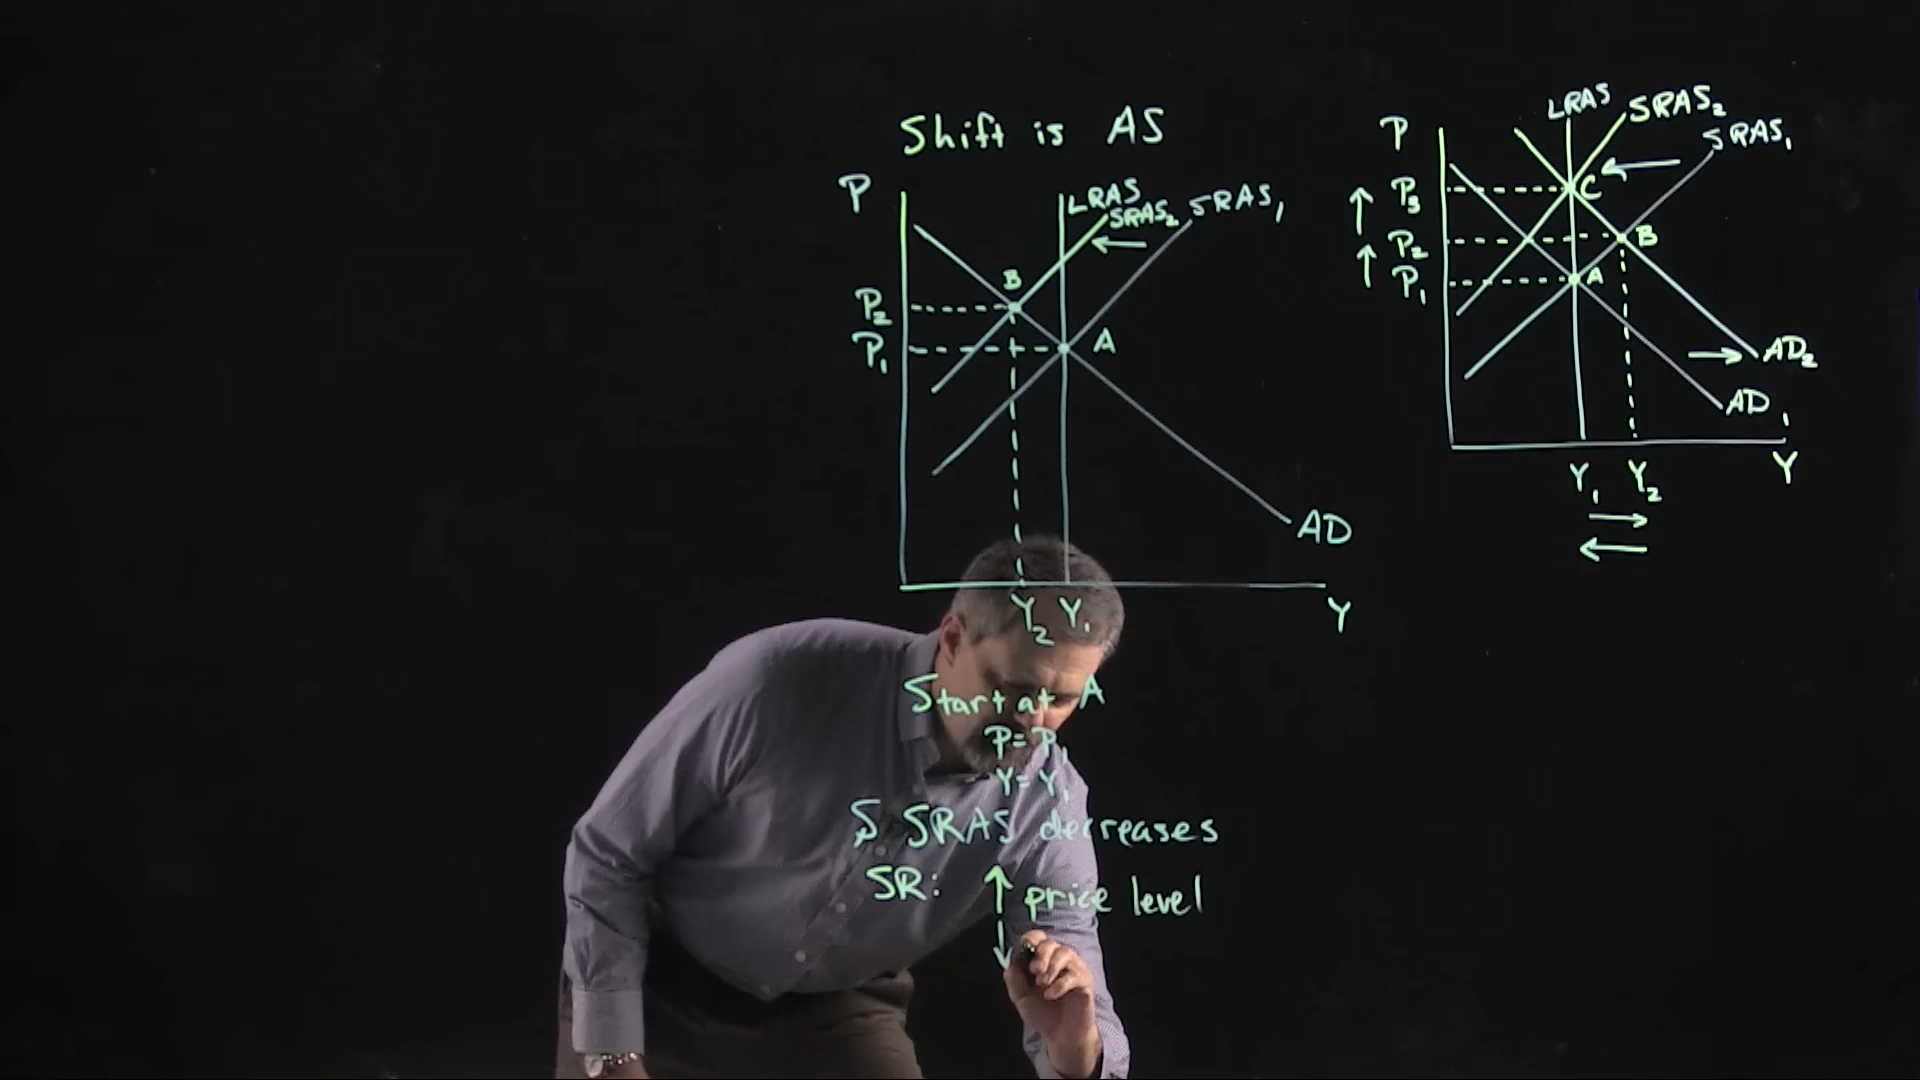 Shift is AS
P
LRAS
SRAS₂
SRAS₁
B
P₂
P₁
A
AD
Y₂ Y₁
Y
Start at A
P=P₁
Y=Y₁
S SRAS decreases
SR: ↑ price level
↓
P
LRAS
SRAS₂
SRAS₁
↑ P₃
C
↑ P₂
B
P₁
A
AD₂
AD₁
Y₁ Y₂
Y
→
←